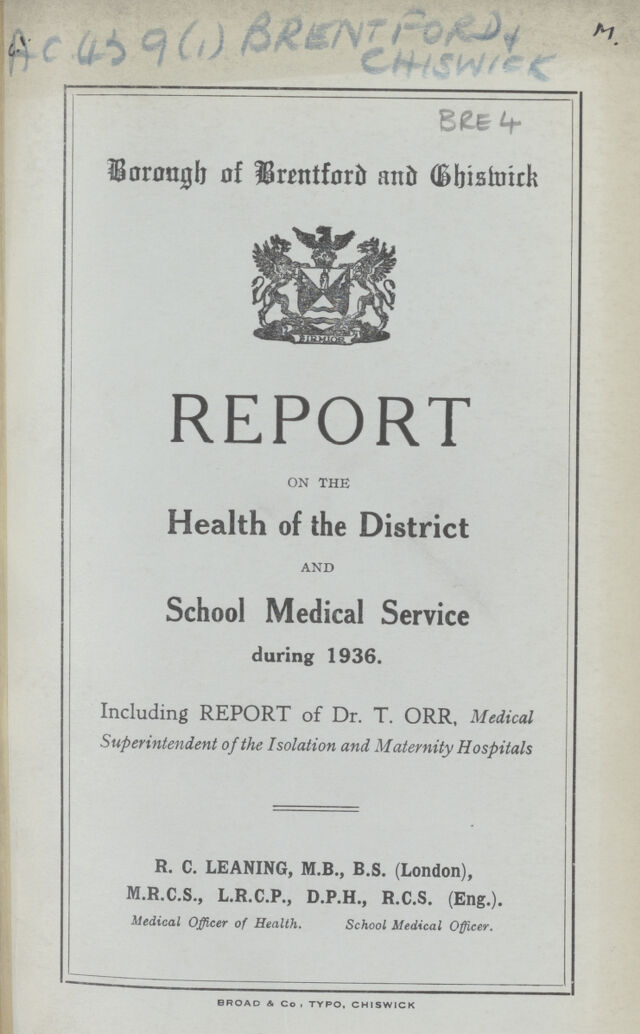 AC 439(1) BRENTFORD & CHISWICK
M.
BRE 4
Borough of Brentford and Chiswick
FIRMIOR
REPORT
ON THE
Health of the District
AND
School Medical Service
during 1936.
Including REPORT of Dr. T. ORR, Medical
Superintendent of the Isolation and Maternity Hospitals
R. C. LEANING, M.B., B.S. (London),
M.R.C.S., L.R.C.P., D.P.H., R.C.S. (Eng.).
Medical Officer of Health. School Medical Officer.
BROAD & Co, TYPO, CHISWICK